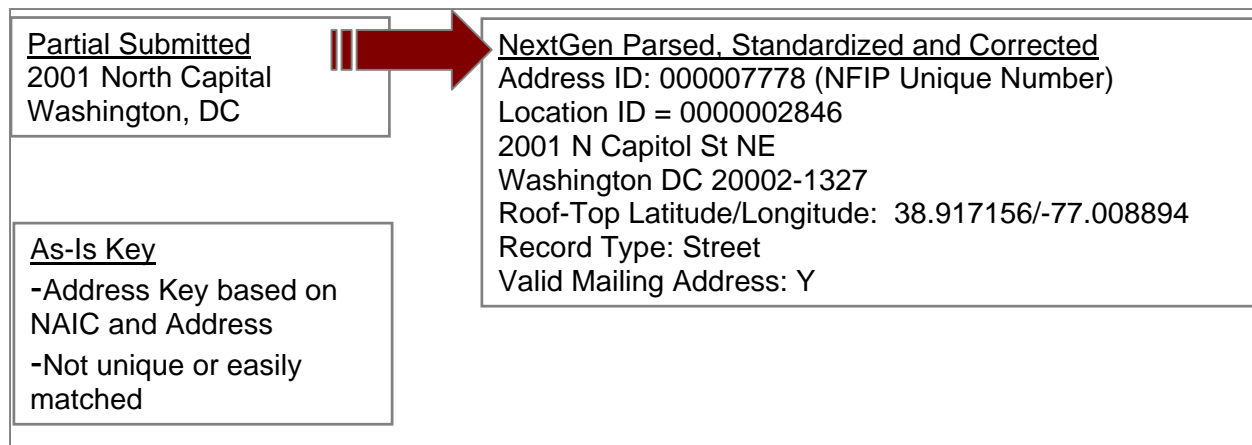 Partial Submitted
2001 North Capital
Washington, DC
NextGen Parsed, Standardized and Corrected
Address ID: 000007778 (NFIP Unique Number)
Location ID = 0000002846
2001 N Capitol St NE
Washington DC 20002-1327
Roof-Top Latitude/Longitude:  38.917156/-77.008894
Record Type: Street
Valid Mailing Address: Y
As-Is Key
-Address Key based on
NAIC and Address
-Not unique or easily
matched